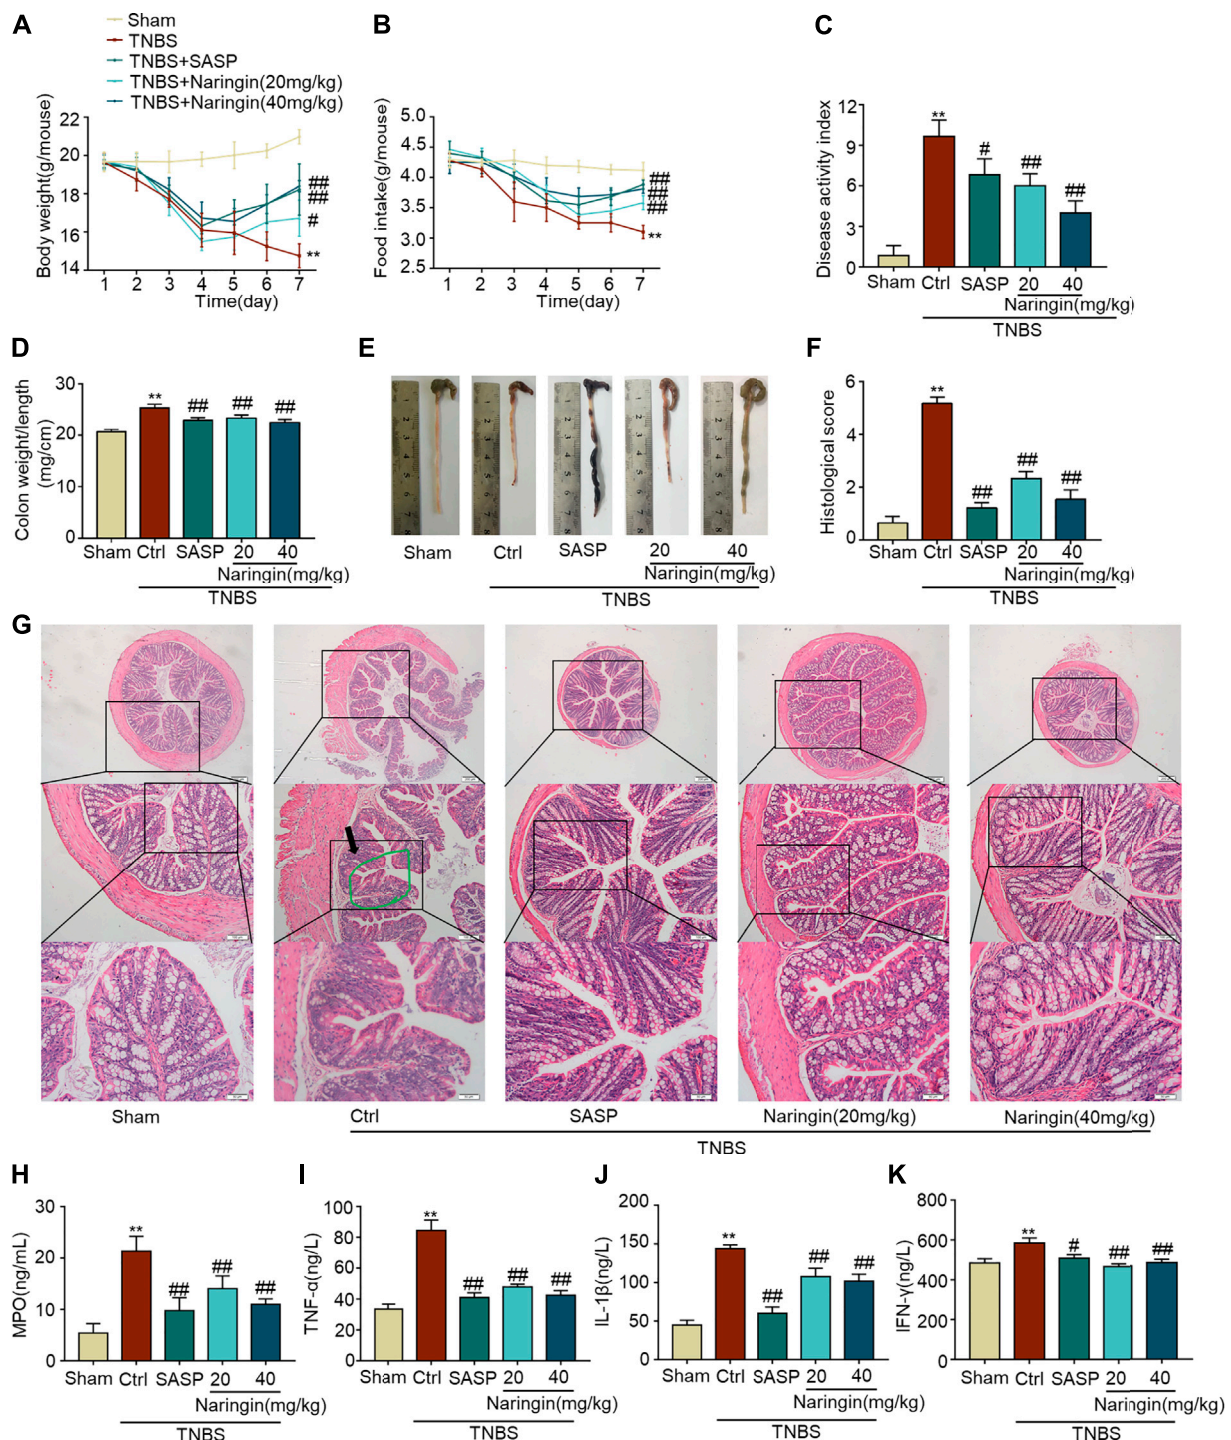 A
Sham
TNBS
TNBS+SASP
TNBS+Naringin(20mg/kg)
TNBS+Naringin(40mg/kg)
Body weight(g/mouse)
22
20
18
16
14
1 2 3 4 5 6 7
Time(day)
##
##
#
**
B
Food intake(g/mouse)
4.5
5.0
4.0
3.5
3.0
2.5
1 2 3 4 5 6 7
Time(day)
##
##
##
**
C
Disease activity index
12
9
6
3
0
** # ## ##
Sham Ctrl SASP 20 40
Naringin(mg/kg)
TNBS
D
Colon weight/length
(mg/cm)
30
20
10
0
** ## ## ##
Sham Ctrl SASP 20 40
Naringin(mg/kg)
TNBS
E
1 2 3 4 5 6 7 8
Sham Ctrl SASP 20 40
Naringin(mg/kg)
TNBS
F
Histological score
6
4
2
0
** ## ## ##
Sham Ctrl SASP 20 40
Naringin(mg/kg)
TNBS
G
Sham Ctrl SASP Naringin(20mg/kg) Naringin(40mg/kg)
TNBS
H
MPO(ng/mL)
30
20
10
0
** ## ## ##
Sham Ctrl SASP 20 40
Naringin(mg/kg)
TNBS
I
TNF-α(ng/L)
100
80
60
40
20
0
** ## ## ##
Sham Ctrl SASP 20 40
Naringin(mg/kg)
TNBS
J
IL-1β(ng/L)
200
150
100
50
0
** ## ## ##
Sham Ctrl SASP 20 40
Naringin(mg/kg)
TNBS
K
IFN-γ(ng/L)
800
600
400
200
0
** # ## ##
Sham Ctrl SASP 20 40
Naringin(mg/kg)
TNBS